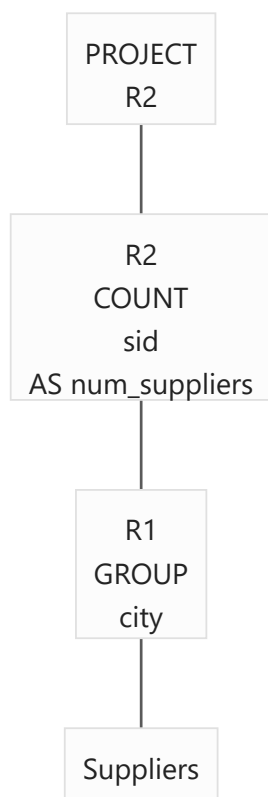 PROJECT
R2
R2
COUNT
sid
AS num_suppliers
R1
GROUP
city
Suppliers